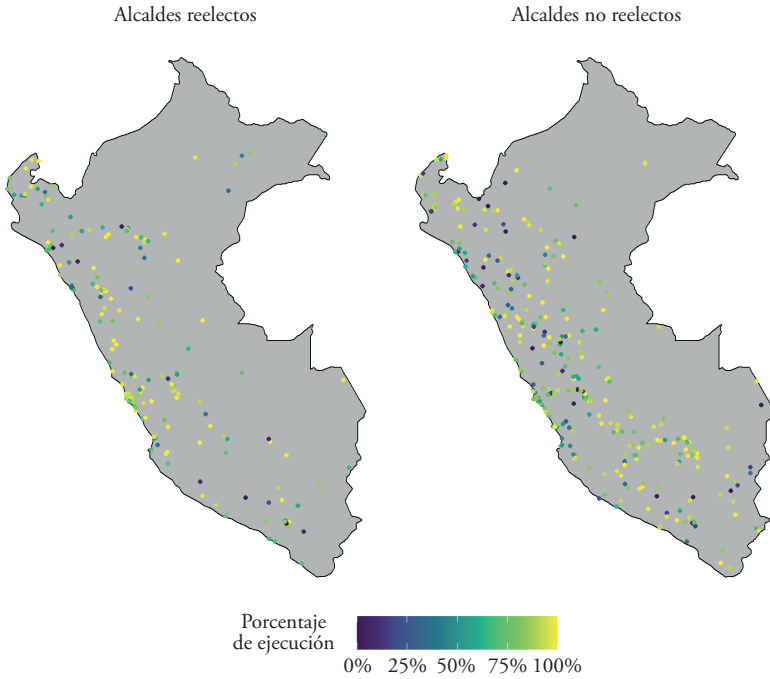 Alcaldes reelectos
Alcaldes no reelectos
Porcentaje
de ejecución
0% 25% 50% 75% 100%